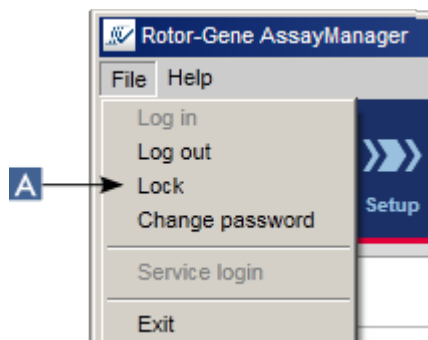 Rotor-Gene AssayManager
File Help
Log in
Log out
A Lock
Change password
Setup
Service login
Exit